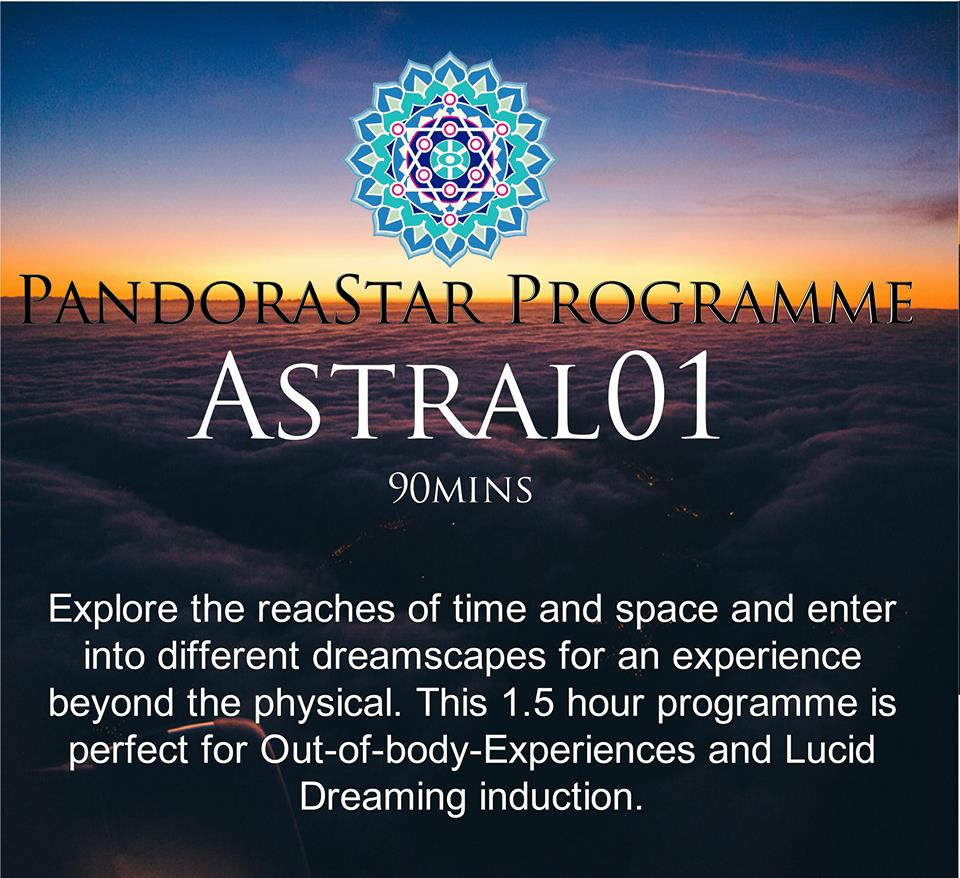 PandoraStar Programme
Astral01
90mins
Explore the reaches of time and space and enter
into different dreamscapes for an experience
beyond the physical. This 1.5 hour programme is
perfect for Out-of-body-Experiences and Lucid
Dreaming induction.